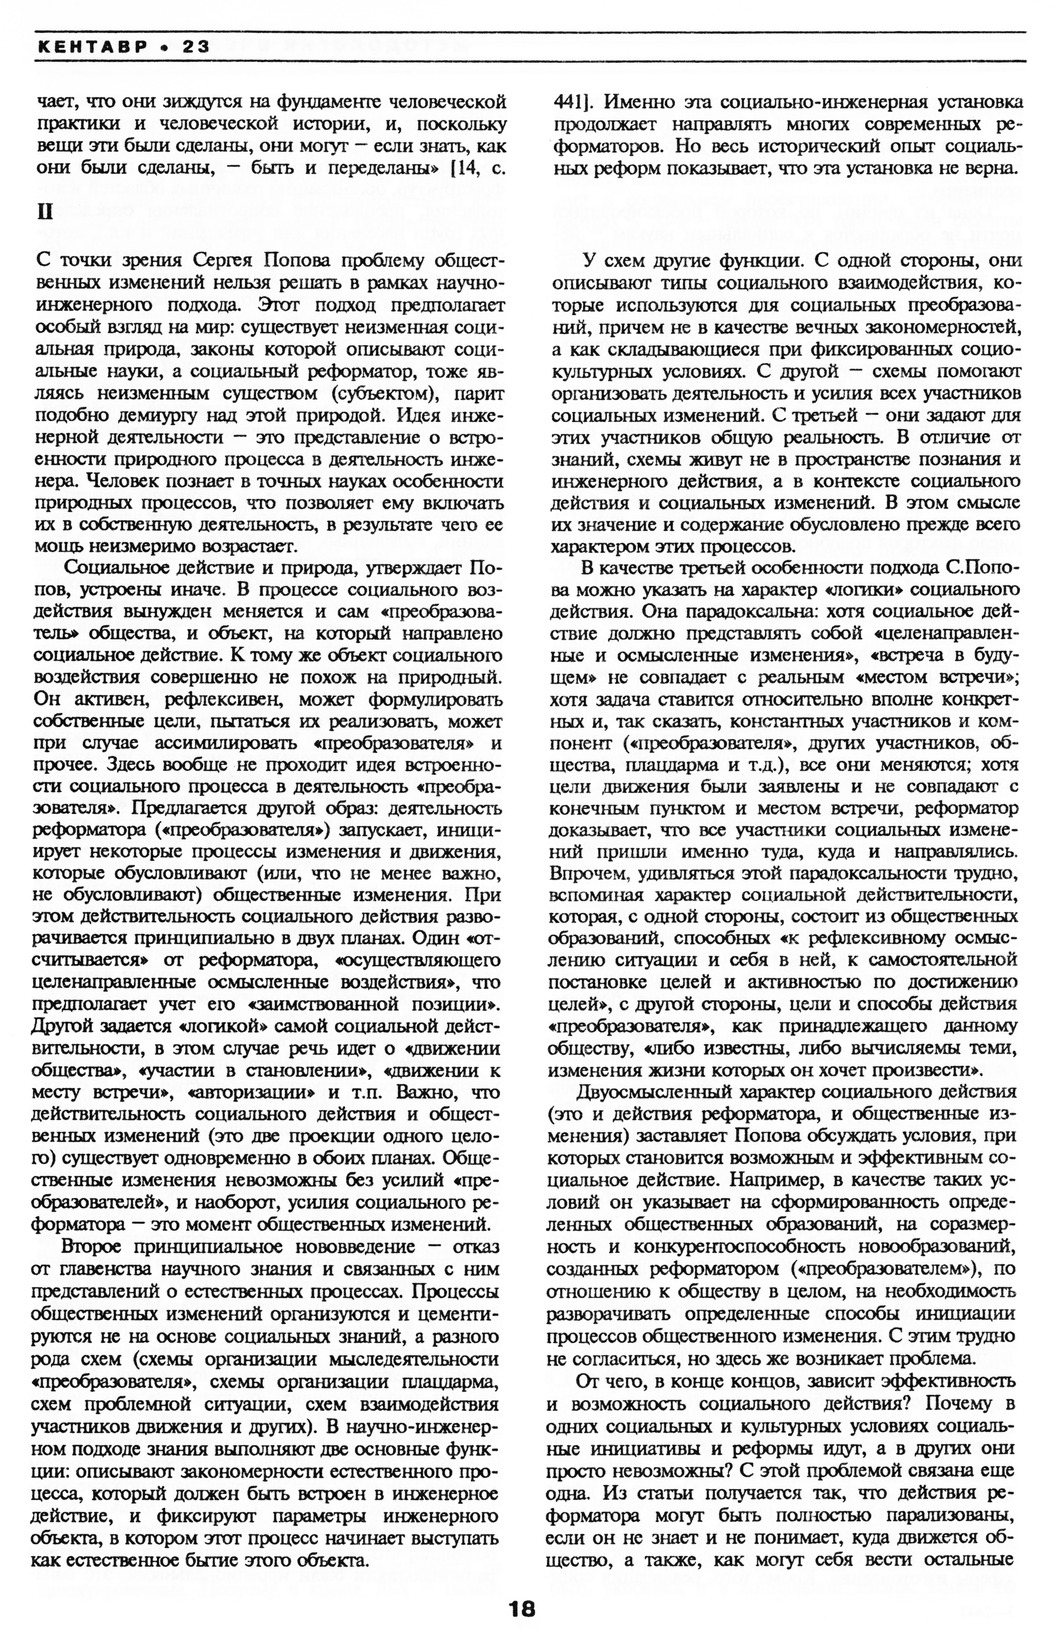 КЕНТАВР • 23
чает, что они зиждутся на фундаменте человеческой
практики и человеческой истории, и, поскольку
вещи эти были сделаны, они могут — если знать, как
они были сделаны, — быть и переделаны» [14, с.
441]. Именно эта социально-инженерная установка
продолжает направлять многих современных ре-
форматоров. Но весь исторический опыт социаль-
ных реформ показывает, что эта установка не верна.
II
С точки зрения Сергея Попова проблему общест-
венных изменений нельзя решать в рамках научно-
инженерного подхода. Этот подход предполагает
особый взгляд на мир: существует неизменная соци-
альная природа, законы которой описывают соци-
альные науки, а социальный реформатор, тоже яв-
ляясь неизменным существом (субъектом), парит
подобно демиургу над этой природой. Идея инже-
нерной деятельности — это представление о встро-
енности природного процесса в деятельность инже-
нера. Человек познает в точных науках особенности
природных процессов, что позволяет ему включать
их в собственную деятельность, в результате чего ее
мощь неизмеримо возрастает.
Социальное действие и природа, утверждает По-
пов, устроены иначе. В процессе социального воз-
действия вынужден меняется и сам «преобразова-
тель» общества, и объект, на который направлено
социальное действие. К тому же объект социального
воздействия совершенно не похож на природный.
Он активен, рефлексивен, может формулировать
собственные цели, пытаться их реализовать, может
при случае ассимилировать «преобразователя» и
прочее. Здесь вообще не проходит идея встроенно-
сти социального процесса в деятельность «преобра-
зователя». Предлагается другой образ: деятельность
реформатора («преобразователя») запускает, иници-
ирует некоторые процессы изменения и движения,
которые обусловливают (или, что не менее важно,
не обусловливают) общественные изменения. При
этом действительность социального действия разво-
рачивается принципиально в двух планах. Один «от-
считывается» от реформатора, «осуществляющего
целенаправленные осмысленные воздействия», что
предполагает учет его «заимствованной позиции».
Другой задается «логикой» самой социальной дейст-
вительности, в этом случае речь идет о «движении
общества», «участии в становлении», «движении к
месту встречи», «авторизации» и т.п. Важно, что
действительность социального действия и общест-
венных изменений (это две проекции одного цело-
го) существует одновременно в обоих планах. Обще-
ственные изменения невозможны без усилий «пре-
образователей», и наоборот, усилия социального ре-
форматора — это момент общественных изменений.
Второе принципиальное нововведение — отказ
от главенства научного знания и связанных с ним
представлений о естественных процессах. Процессы
общественных изменений организуются и цементи-
руются не на основе социальных знаний, а разного
рода схем (схемы организации мыследеятельности
«преобразователя», схемы организации плацдарма,
схем проблемной ситуации, схем взаимодействия
участников движения и других). В научно-инженер-
ном подходе знания выполняют две основные функ-
ции: описывают закономерности естественного про-
цесса, который должен быть встроен в инженерное
действие, и фиксируют параметры инженерного
объекта, в котором этот процесс начинает выступать
как естественное бытие этого объекта.
У схем другие функции. С одной стороны, они
описывают типы социального взаимодействия, ко-
торые используются для социальных преобразова-
ний, причем не в качестве вечных закономерностей,
а как складывающиеся при фиксированных социо-
культурных условиях. С другой — схемы помогают
организовать деятельность и усилия всех участников
социальных изменений. С третьей — они задают для
этих участников общую реальность. В отличие от
знаний, схемы живут не в пространстве познания и
инженерного действия, а в контексте социального
действия и социальных изменений. В этом смысле
их значение и содержание обусловлено прежде всего
характером этих процессов.
В качестве третьей особенности подхода С.Попо-
ва можно указать на характер «логики» социального
действия. Она парадоксальна: хотя социальное дей-
ствие должно представлять собой «целенаправлен-
ные и осмысленные изменения», «встреча в буду-
щем» не совпадает с реальным «местом встречи»;
хотя задача ставится относительно вполне конкрет-
ных и, так сказать, константных участников и ком-
понент («преобразователя», других участников, об-
щества, плацдарма и т.д.), все они меняются; хотя
цели движения были заявлены и не совпадают с
конечным пунктом и местом встречи, реформатор
доказывает, что все участники социальных измене-
ний пришли именно туда, куда и направлялись.
Впрочем, удивляться этой парадоксальности трудно,
вспоминая характер социальной действительности,
которая, с одной стороны, состоит из общественных
образований, способных «к рефлексивному осмыс-
лению ситуации и себя в ней, к самостоятельной
постановке целей и активностью по достижению
целей», с другой стороны, цели и способы действия
«преобразователя», как принадлежащего данному
обществу, «либо известны, либо вычисляемы теми,
изменения жизни которых он хочет произвести».
Двуосмысленный характер социального действия
(это и действия реформатора, и общественные из-
менения) заставляет Попова обсуждать условия, при
которых становится возможным и эффективным со-
циальное действие. Например, в качестве таких ус-
ловий он указывает на сформированность опреде-
ленных общественных образований, на соразмер-
ность и конкурентоспособность новообразований,
созданных реформатором («преобразователем»), по
отношению к обществу в целом, на необходимость
разворачивать определенные способы инициации
процессов общественного изменения. С этим трудно
не согласиться, но здесь же возникает проблема.
От чего, в конце концов, зависит эффективность
и возможность социального действия? Почему в
одних социальных и культурных условиях социаль-
ные инициативы и реформы идут, а в других они
просто невозможны? С этой проблемой связана еще
одна. Из статьи получается так, что действия ре-
форматора могут быть полностью парализованы,
если он не знает и не понимает, куда движется об-
щество, а также, как могут себя вести остальные
18